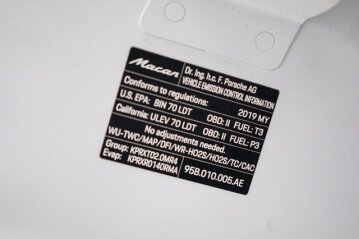 Macan
Dr. Ing. h.c. F. Porsche AG
VEHICLE EMISSION CONTROL INFORMATION
Conforms to regulations: 2019 MY
U.S. EPA: BIN 70 LDT OBD: II FUEL: T3
California: ULEV 70 LDT OBD: II FUEL: P3
No adjustments needed.
WU-TWC/MAP/DFI/WR-HO2S/HO2S/TC/CAC
Group: KPRXT02.0MR4
Evap: KPRXR0140RMA
95B.010.005.AE